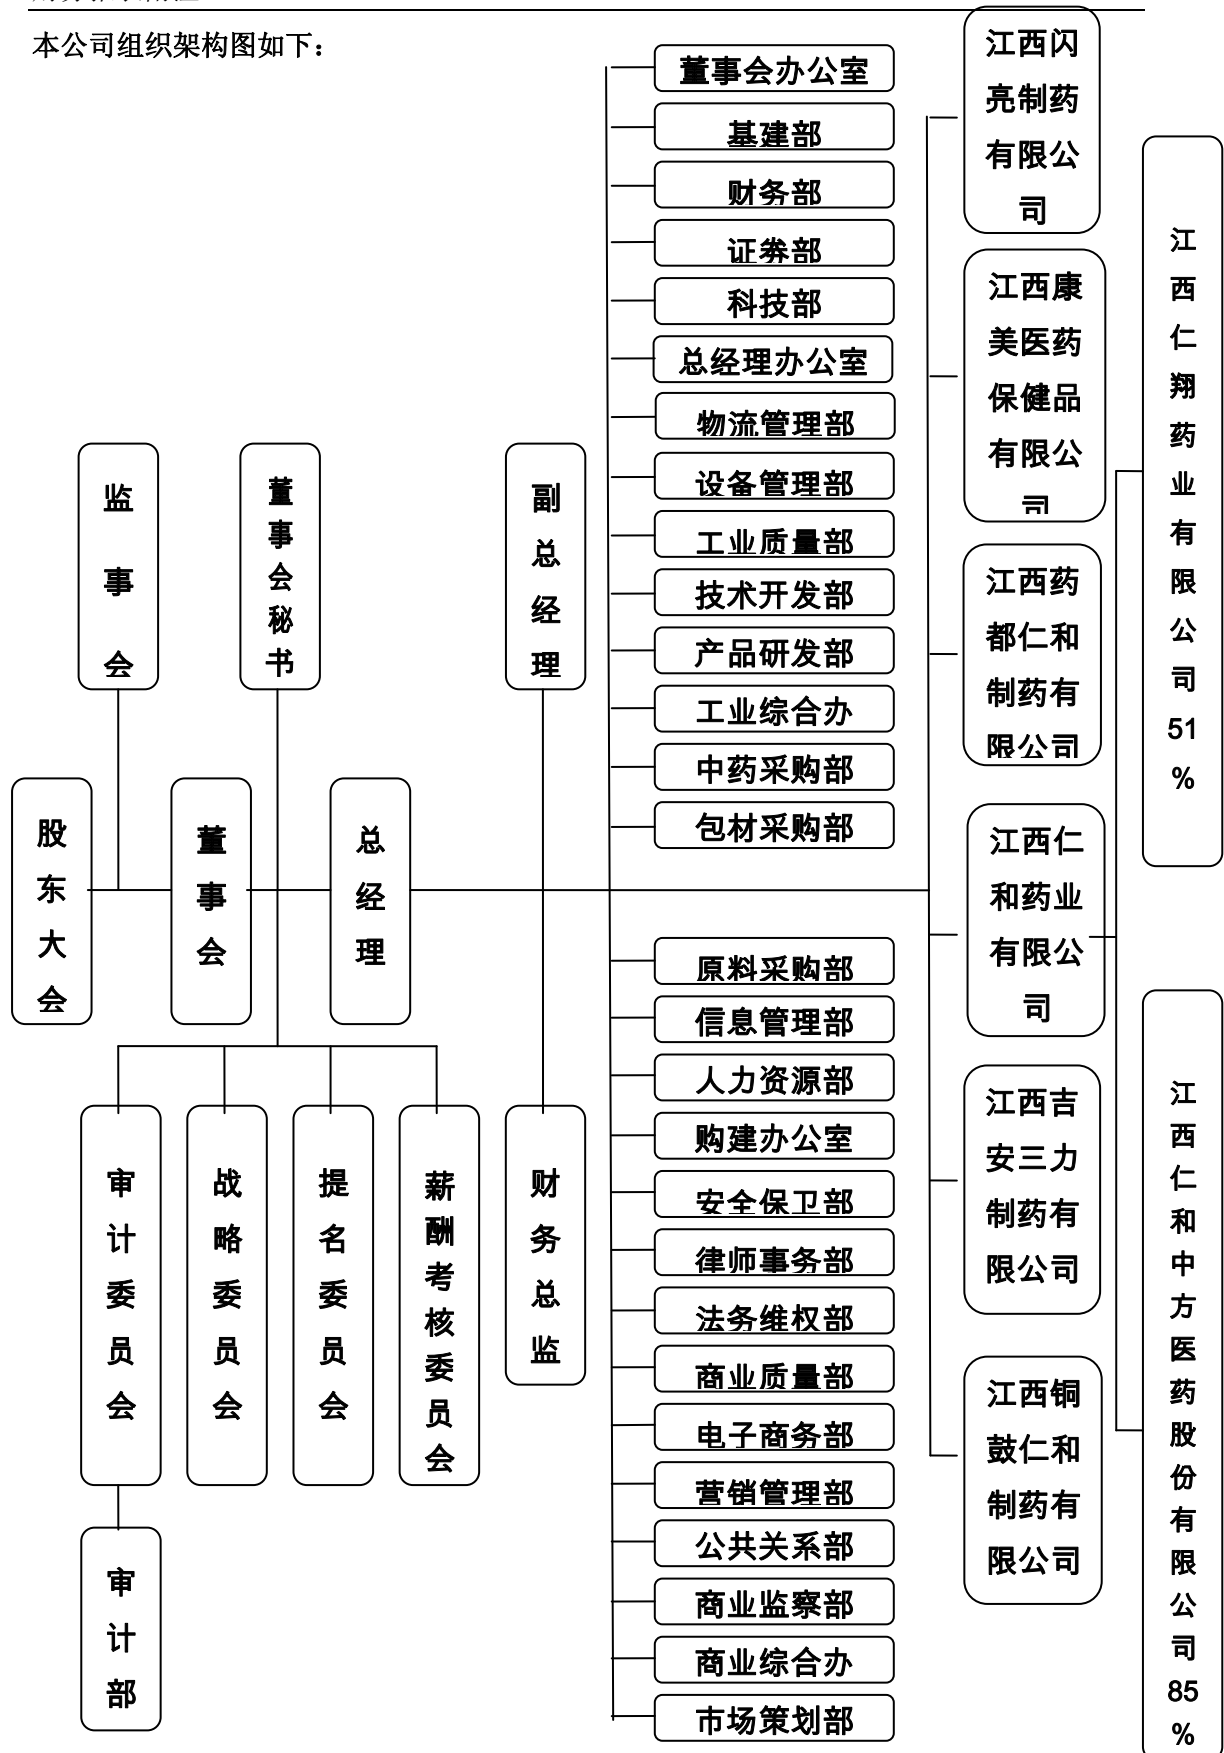 本公司组织架构图如下：
董事会办公室
基建部
财务部
证券部
科技部
总经理办公室
物流管理部
设备管理部
工业质量部
技术开发部
产品研发部
工业综合办
中药采购部
包材采购部
原料采购部
信息管理部
人力资源部
购建办公室
安全保卫部
律师事务部
法务维权部
商业质量部
电子商务部
营销管理部
公共关系部
商业监察部
商业综合办
市场策划部
监事会
董事会秘书
副总经理
股东大会
董事会
总经理
审计委员会
战略委员会
提名委员会
薪酬考核委员会
财务总监
审计部
江西闪
亮制药
有限公
司
江西康
美医药
保健品
有限公
司
江西药
都仁和
制药有
限公司
江西仁
和药业
有限公
司
江西吉
安三力
制药有
限公司
江西铜
鼓仁和
制药有
限公司
江西仁翔药业有限公司51%
江西仁和中方医药股份有限公司85%